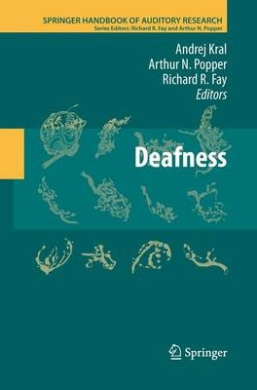 SPRINGER HANDBOOK OF AUDITORY RESEARCH
Series Editors: Richard R. Fay and Arthur N. Popper
Andrej Kral
Arthur N. Popper
Richard R. Fay
Editors
Deafness
Springer